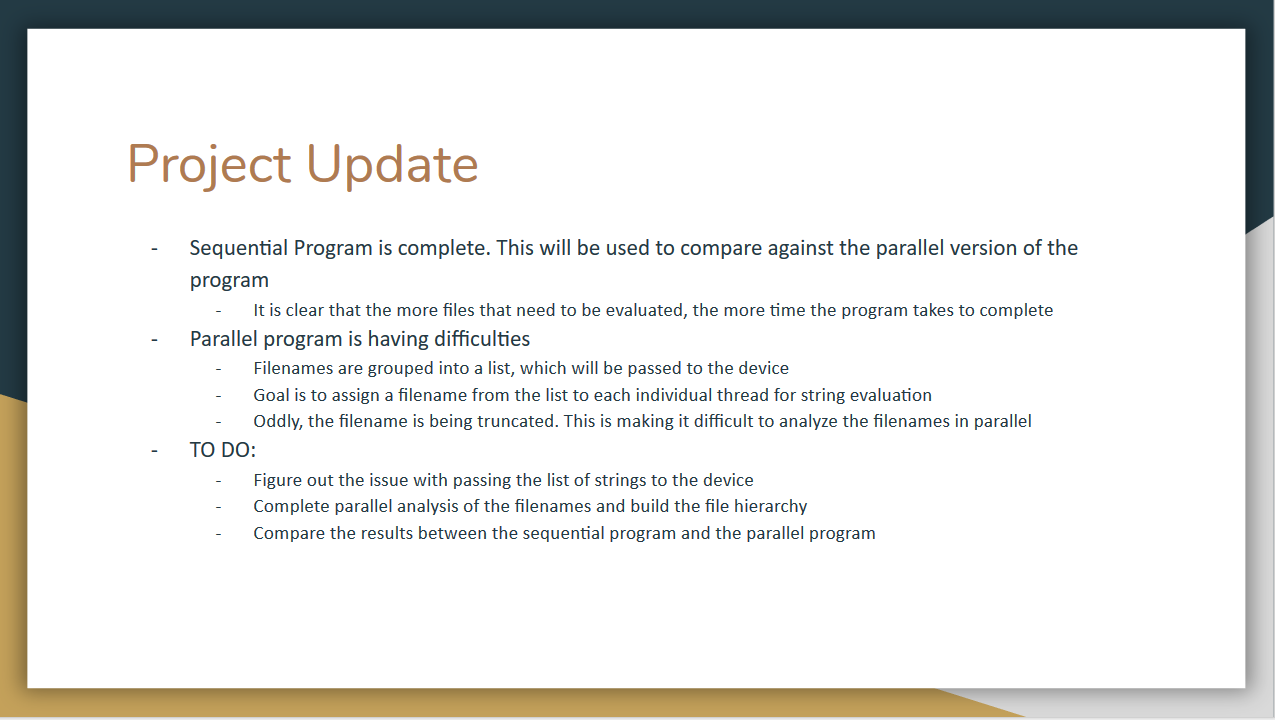 Project Update
- Sequential Program is complete. This will be used to compare against the parallel version of the
program
- It is clear that the more files that need to be evaluated, the more time the program takes to complete
- Parallel program is having difficulties
- Filenames are grouped into a list, which will be passed to the device
- Goal is to assign a filename from the list to each individual thread for string evaluation
- Oddly, the filename is being truncated. This is making it difficult to analyze the filenames in parallel
- TO DO:
- Figure out the issue with passing the list of strings to the device
- Complete parallel analysis of the filenames and build the file hierarchy
- Compare the results between the sequential program and the parallel program